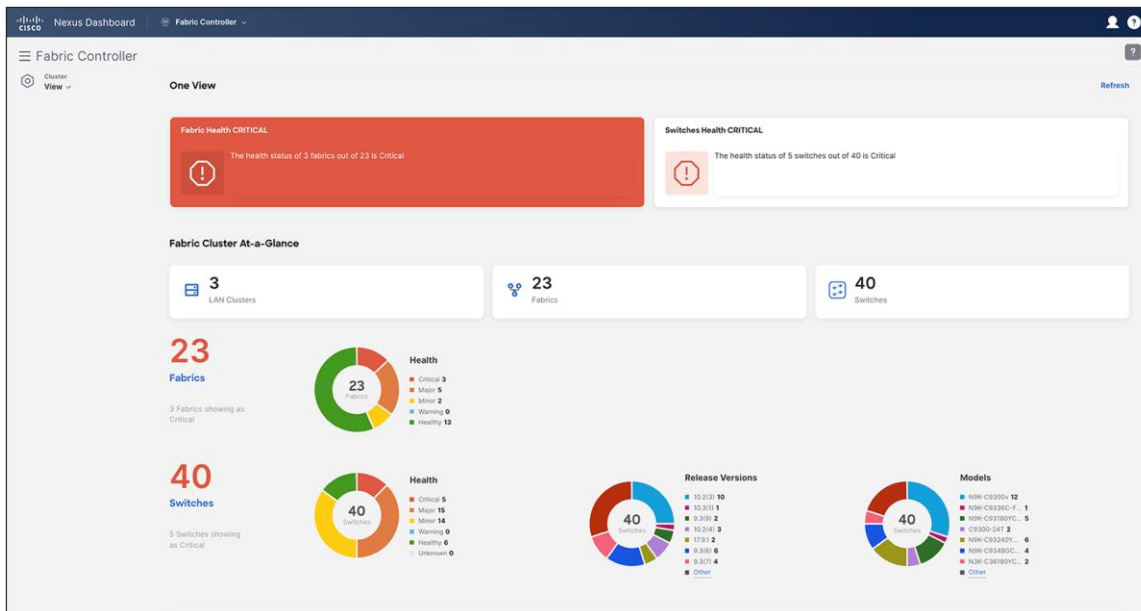 cisco Nexus Dashboard Fabric Controller
Fabric Controller
Cluster
View
One View
Refresh
Fabric Health CRITICAL
The health status of 3 fabrics out of 23 is Critical
Switches Health CRITICAL
The health status of 5 switches out of 40 is Critical
Fabric Cluster At-a-Glance
3
LAN Clusters
23
Fabrics
40
Switches
23
Fabrics
3 Fabrics showing as
Critical
23
Fabrics
Health
Critical 3
Major 5
Minor 2
Warning 0
Healthy 13
40
Switches
5 Switches showing
as Critical
40
Switches
Health
Critical 5
Major 15
Minor 14
Warning 0
Healthy 6
Unknown 0
40
Switches
Release Versions
10.2(3) 10
10.3(1) 1
9.3(9) 2
10.2(4) 3
17.9.1 2
9.3(6) 6
9.3(7) 4
Other
40
Switches
Models
N9K-C9300v 12
N9K-C9336C-F... 1
N9K-C93180YC... 5
C9300-24T 2
N9K-C93240Y... 6
N9K-C9348GC... 4
N3K-C36180YC... 2
Other